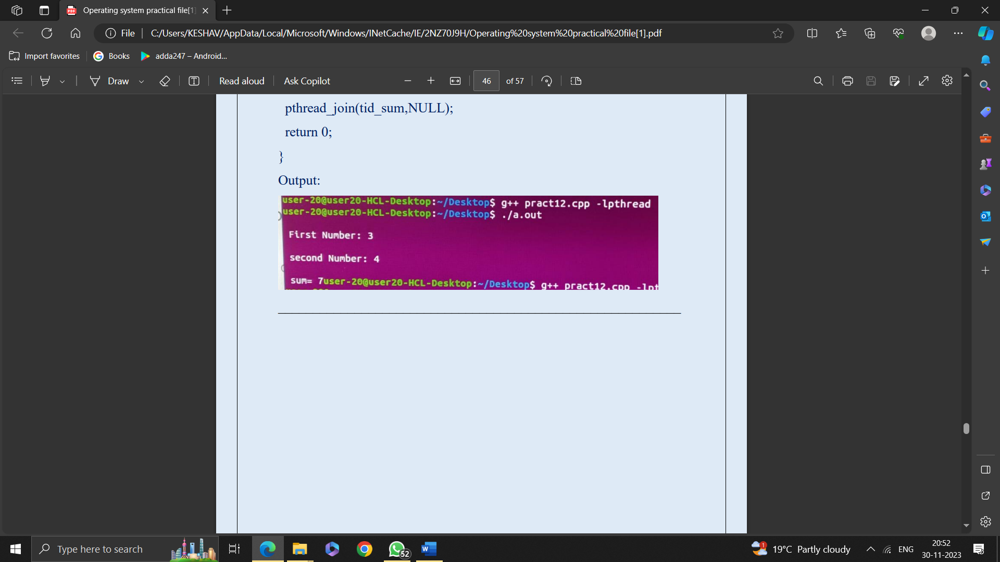 Operating system practical file[1]
File
C:/Users/KESHAV/AppData/Local/Microsoft/Windows/INetCache/IE/2NZ70J9H/Operating%20system%20practical%20file[1].pdf
Import favorites
Books
adda247 – Android...
Draw
Read aloud
Ask Copilot
46 of 57
pthread_join(tid_sum,NULL);
return 0;
}
Output:
user-20@user20-HCL-Desktop:~/Desktop$ g++ pract12.cpp -lpthread
user-20@user20-HCL-Desktop:~/Desktop$ ./a.out
First Number: 3
second Number: 4
sum= 7user-20@user20-HCL-Desktop:~/Desktop$ g++ pract12.cpp -lpt
Type here to search
52
1
19°C Partly cloudy
ENG
20:52
30-11-2023